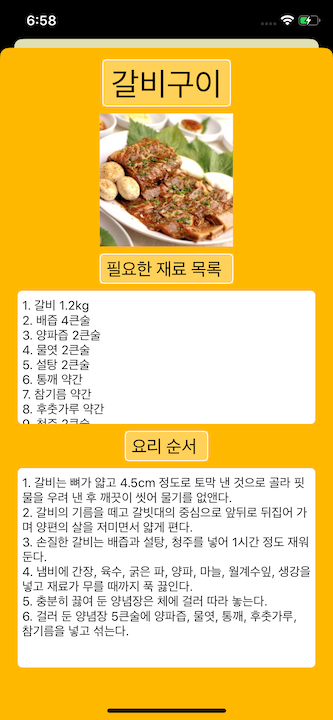 6:58
갈비구이
필요한 재료 목록
1. 갈비 1.2kg
2. 배즙 4큰술
3. 양파즙 2큰술
4. 물엿 2큰술
5. 설탕 2큰술
6. 통깨 약간
7. 참기름 약간
8. 후춧가루 약간
9. 청주 2큰술
요리 순서
1. 갈비는 뼈가 얇고 4.5cm 정도로 토막 낸 것으로 골라 핏
물을 우려 낸 후 깨끗이 씻어 물기를 없앤다.
2. 갈비의 기름을 떼고 갈빗대의 중심으로 앞뒤로 뒤집어 가
며 양편의 살을 저미면서 얇게 편다.
3. 손질한 갈비는 배즙과 설탕, 청주를 넣어 1시간 정도 재워
둔다.
4. 냄비에 간장, 육수, 굵은 파, 양파, 마늘, 월계수잎, 생강을
넣고 재료가 무를 때까지 푹 끓인다.
5. 충분히 끓여 둔 양념장은 체에 걸러 따라 놓는다.
6. 걸러 둔 양념장 5큰술에 양파즙, 물엿, 통깨, 후춧가루,
참기름을 넣고 섞는다.